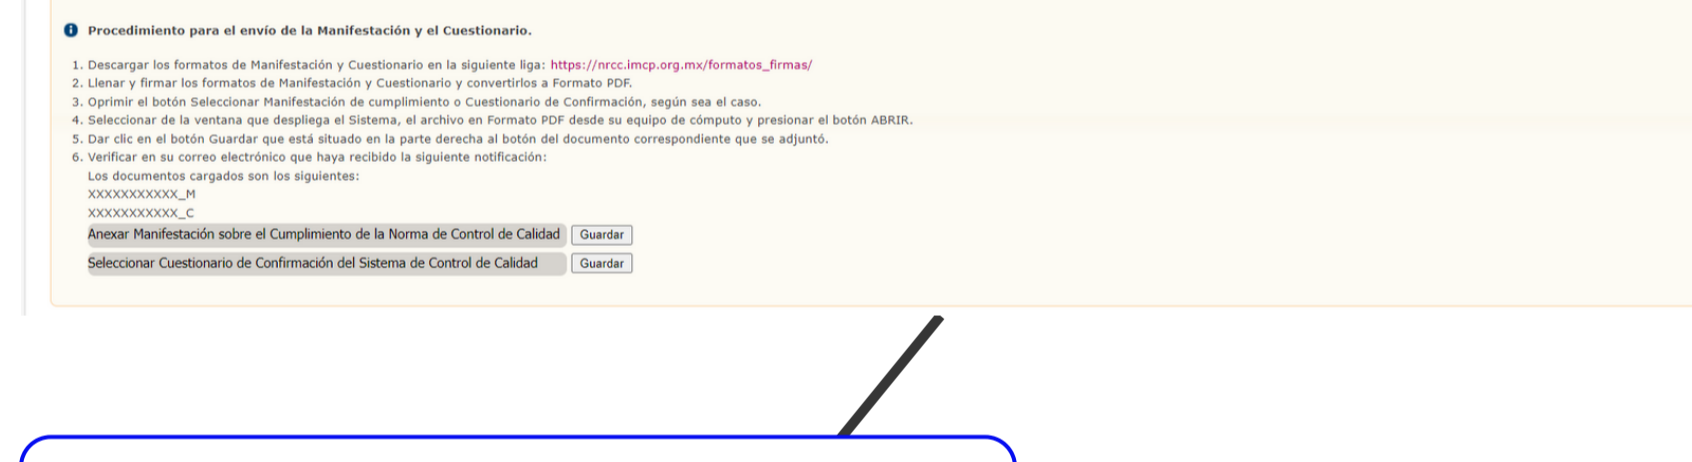 Procedimiento para el envío de la Manifestación y el Cuestionario.
1. Descargar los formatos de Manifestación y Cuestionario en la siguiente liga: https://nrcc.imcp.org.mx/formatos_firmas/
2. Llenar y firmar los formatos de Manifestación y Cuestionario y convertirlos a Formato PDF.
3. Oprimir el botón Seleccionar Manifestación de cumplimiento o Cuestionario de Confirmación, según sea el caso.
4. Seleccionar de la ventana que despliega el Sistema, el archivo en Formato PDF desde su equipo de cómputo y presionar el botón ABRIR.
5. Dar clic en el botón Guardar que está situado en la parte derecha al botón del documento correspondiente que se adjuntó.
6. Verificar en su correo electrónico que haya recibido la siguiente notificación:
Los documentos cargados son los siguientes:
XXXXXXXXXXX_M
XXXXXXXXXXX_C
Anexar Manifestación sobre el Cumplimiento de la Norma de Control de Calidad Guardar
Seleccionar Cuestionario de Confirmación del Sistema de Control de Calidad Guardar